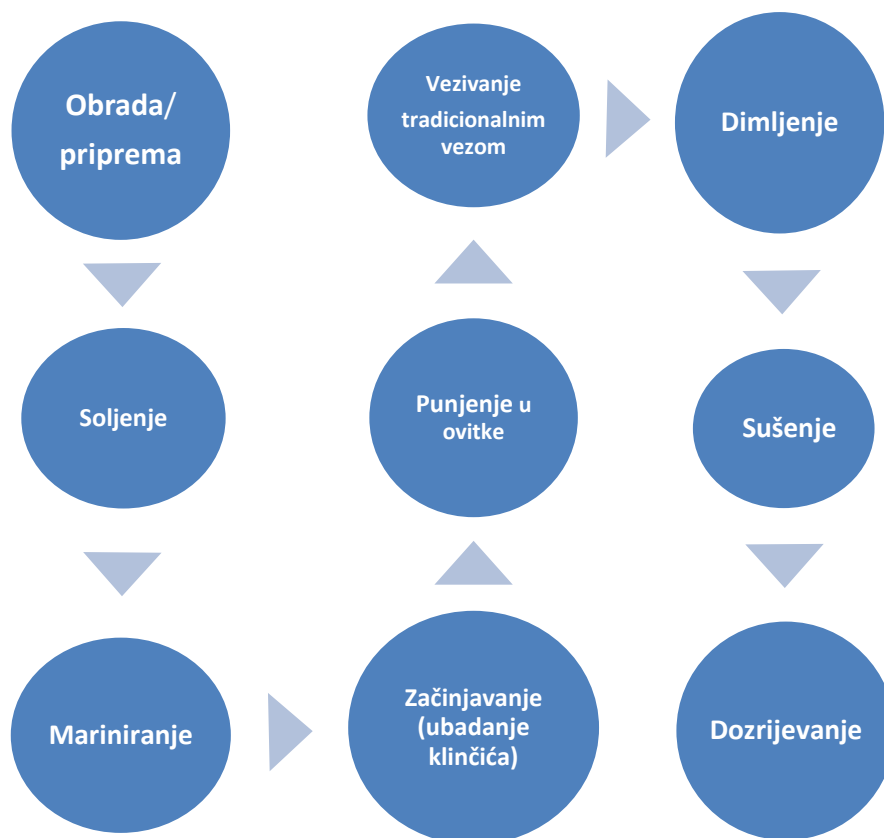 Obrada/
priprema
Soljenje
Mariniranje
Začinjavanje
(ubadanje
klinčića)
Punjenje u
ovitke
Vezivanje
tradicionalnim
vezom
Dimljenje
Sušenje
Dozrijevanje